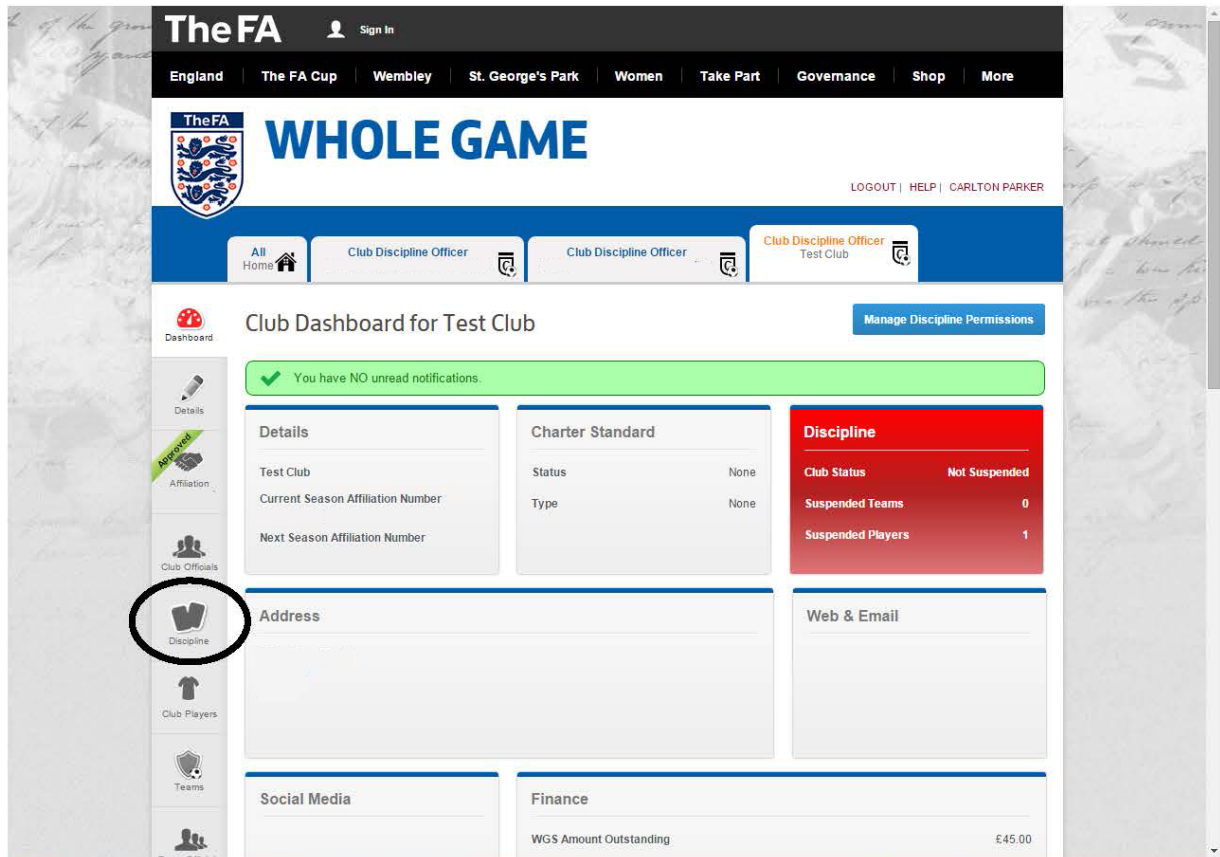 The FA
Sign In
England The FA Cup Wembley St. George's Park Women Take Part Governance Shop More
The FA
WHOLE GAME
LOGOUT | HELP | CARLTON PARKER
All
Home
Club Discipline Officer
Club Discipline Officer
Club Discipline Officer
Test Club
Dashboard
Club Dashboard for Test Club
Manage Discipline Permissions
You have NO unread notifications.
Details
Approved
Affiliation
Club Officials
Discipline
Club Players
Teams
Details
Test Club
Current Season Affiliation Number
Next Season Affiliation Number
Charter Standard
Status None
Type None
Discipline
Club Status Not Suspended
Suspended Teams 0
Suspended Players 1
Address
Web & Email
Social Media
Finance
WGS Amount Outstanding £45.00